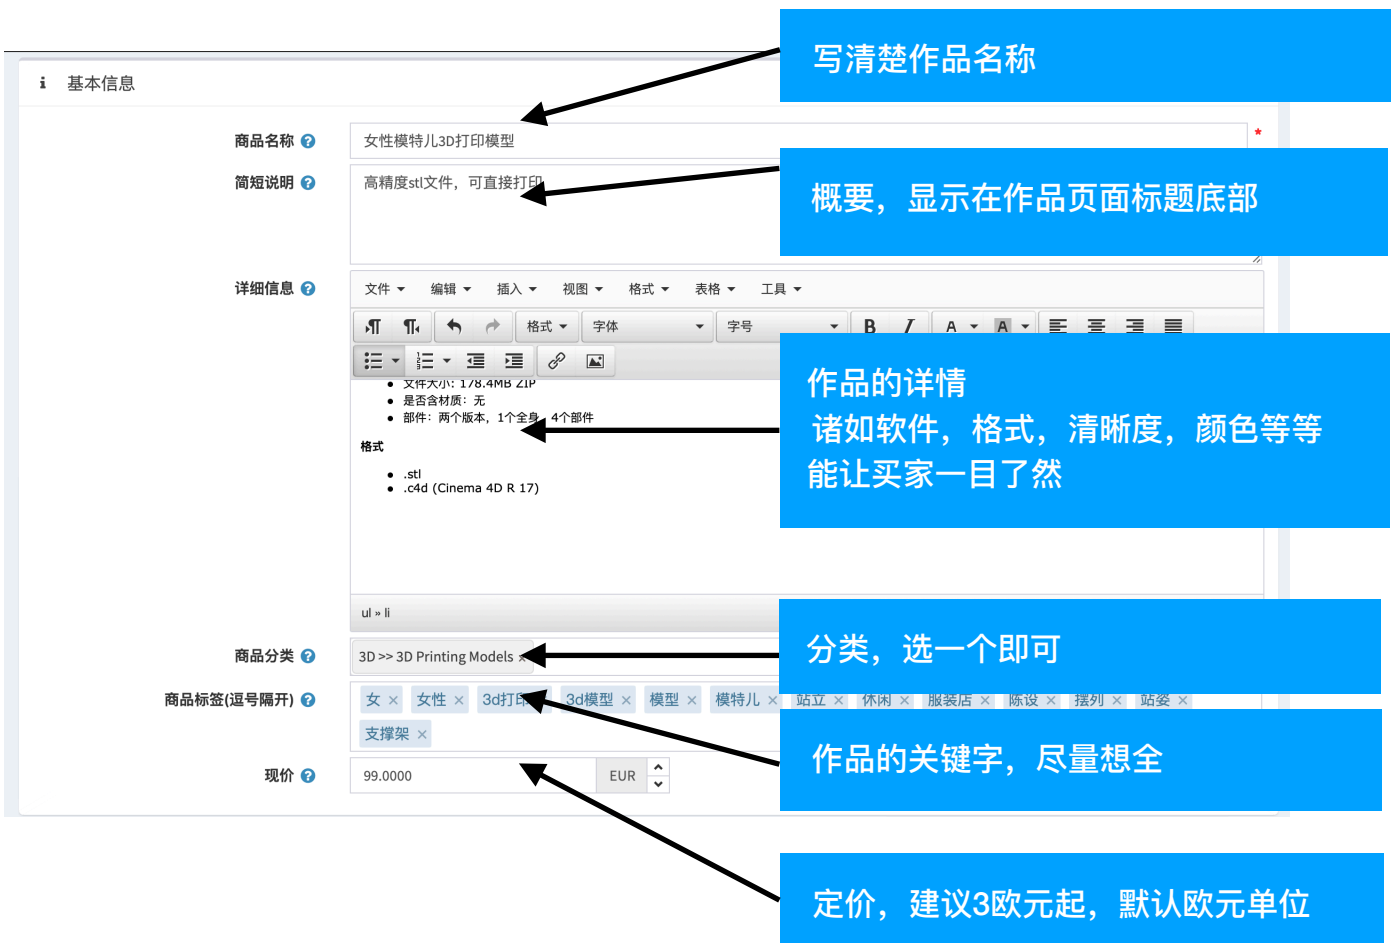 写清楚作品名称
i 基本信息
商品名称 ? 女性模特儿3D打印模型 *
简短说明 ? 高精度stl文件，可直接打印
概要，显示在作品页面标题底部
详细信息 ? 文件 编辑 插入 视图 格式 表格 工具
格式 字体 字号 B I A A
文件大小：178.4MB ZIP
是否含材质：无
部件：两个版本，1个全身，4个部件
格式
.stl
.c4d (Cinema 4D R 17)
作品的详情
诸如软件，格式，清晰度，颜色等等
能让买家一目了然
ul » li
分类，选一个即可
商品分类 ? 3D >> 3D Printing Models ×
商品标签(逗号隔开) ? 女 × 女性 × 3d打印 3d模型 × 模型 × 模特儿 × 站立 × 休闲 × 服装店 × 陈设 × 摆列 × 站姿 ×
支撑架 ×
作品的关键字，尽量想全
现价 ? 99.0000 EUR
定价，建议3欧元起，默认欧元单位